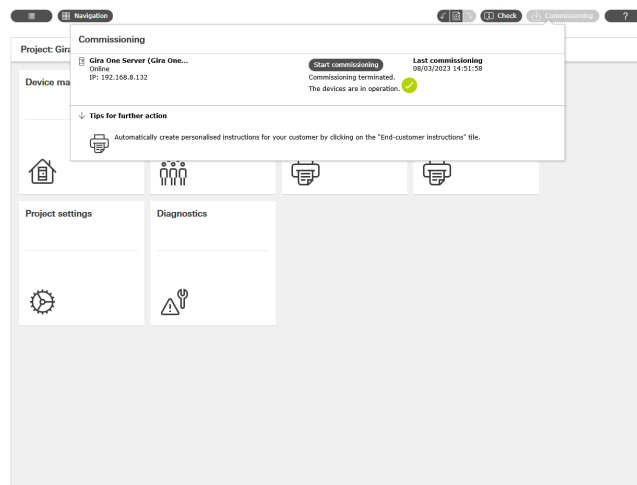 Navigation
Check
Commissioning
?
Project: Gira
Commissioning
Gira One Server (Gira One...
Online
IP: 192.168.8.132
Start commissioning
Commissioning terminated.
The devices are in operation.
Last commissioning
08/03/2023 14:51:58
Tips for further action
Automatically create personalised instructions for your customer by clicking on the "End-customer instructions" tile.
Device ma
Project settings
Diagnostics